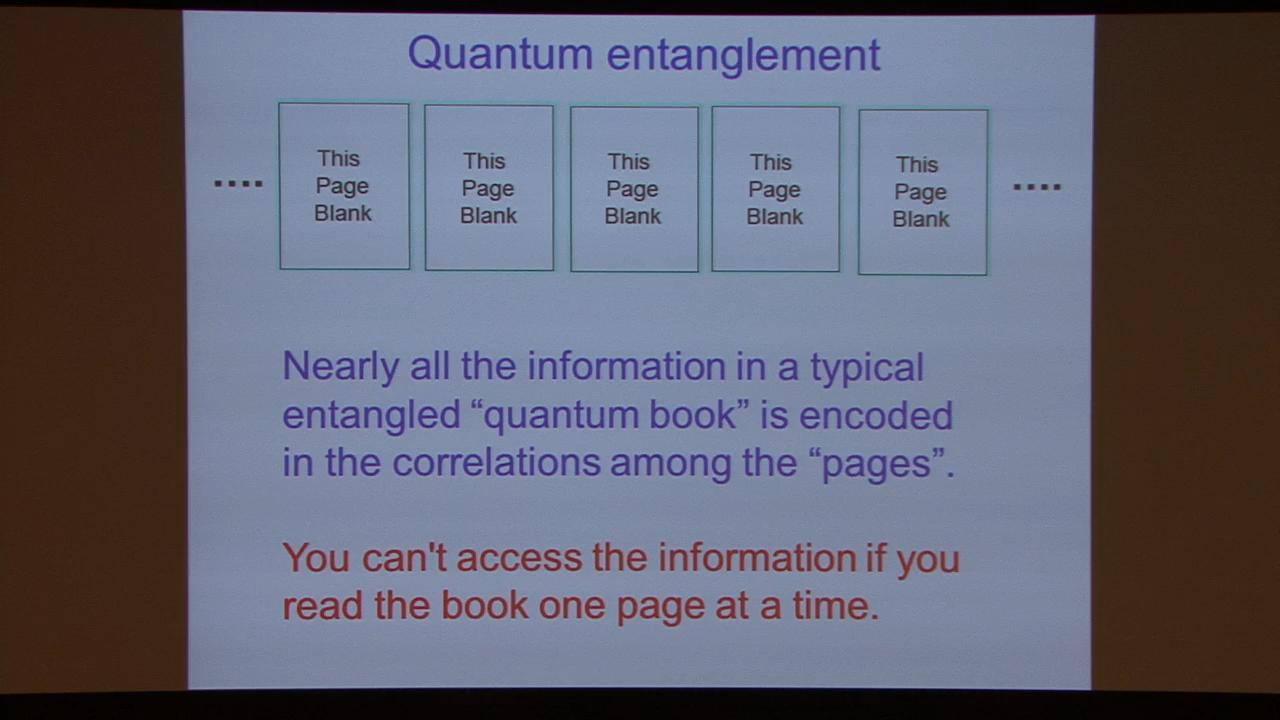 Quantum entanglement
.... This Page Blank This Page Blank This Page Blank This Page Blank This Page Blank ....
Nearly all the information in a typical
entangled “quantum book” is encoded
in the correlations among the “pages”.
You can't access the information if you
read the book one page at a time.